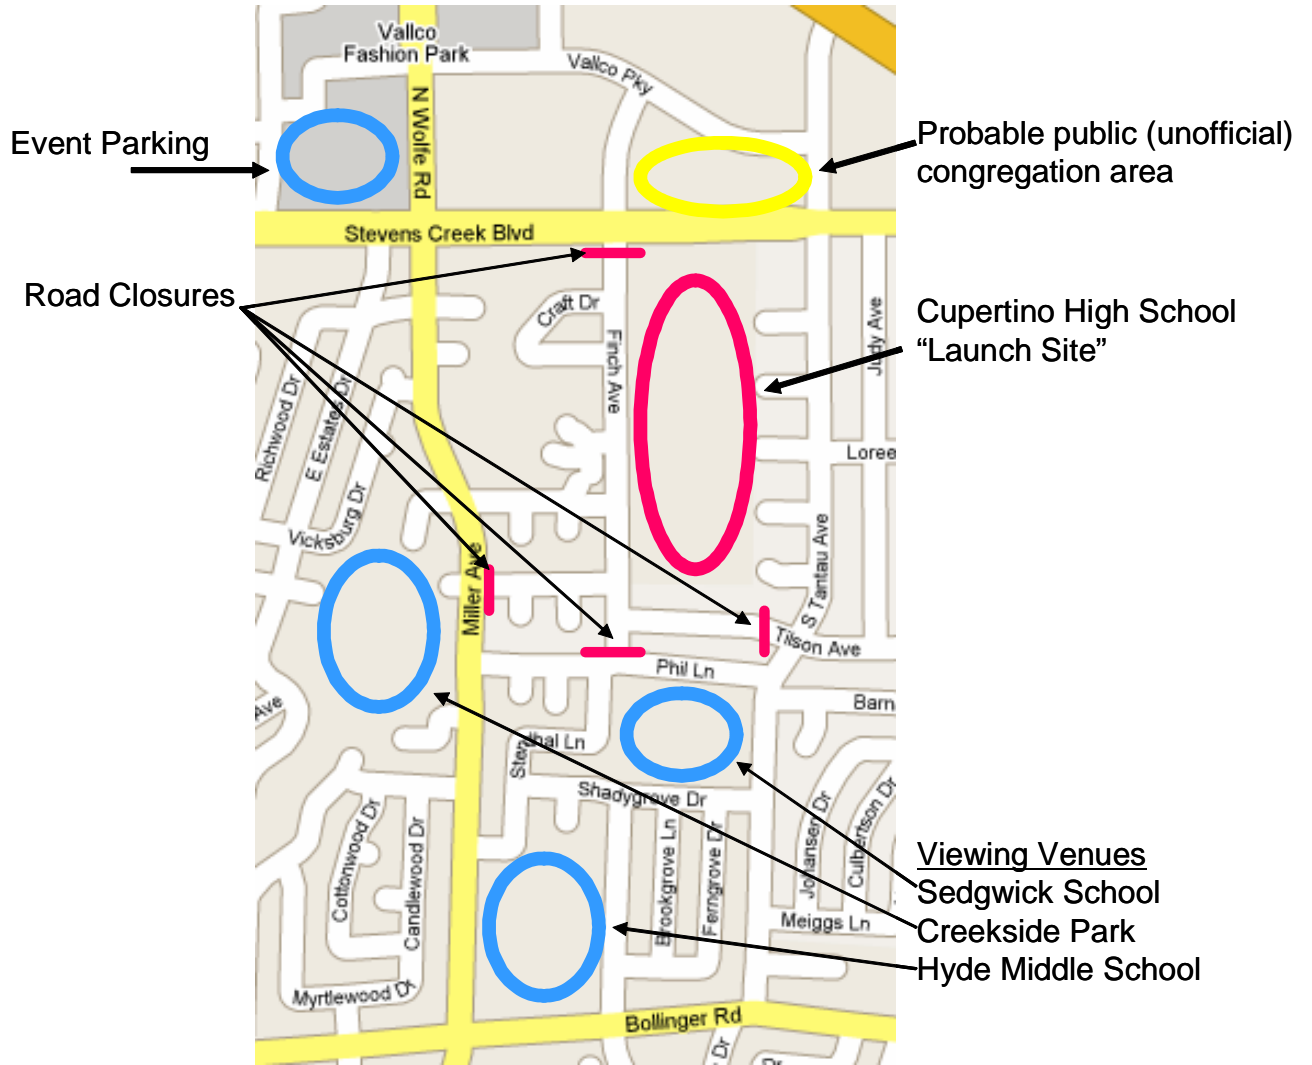 Vallco
Fashion Park
Vallco Pky
N Wolfe Rd
Event Parking
Probable public (unofficial)
congregation area
Stevens Creek Blvd
Road Closures
Craft Dr
Finch Ave
Judy Ave
Cupertino High School
“Launch Site”
Richwood Dr
E Estates Dr
Loree
Vicksburg Dr
Miller Ave
S Tantau Ave
Tilson Ave
Phil Ln
Barn
Ave
Shadygrove Dr
Cottonwood Dr
Candlewood Dr
Brookgrove Ln
Ferngrove Dr
Johansen Dr
Culbertson Dr
Viewing Venues
Sedgwick School
Creekside Park
Hyde Middle School
Meiggs Ln
Myrtlewood Dr
Bollinger Rd
Dr